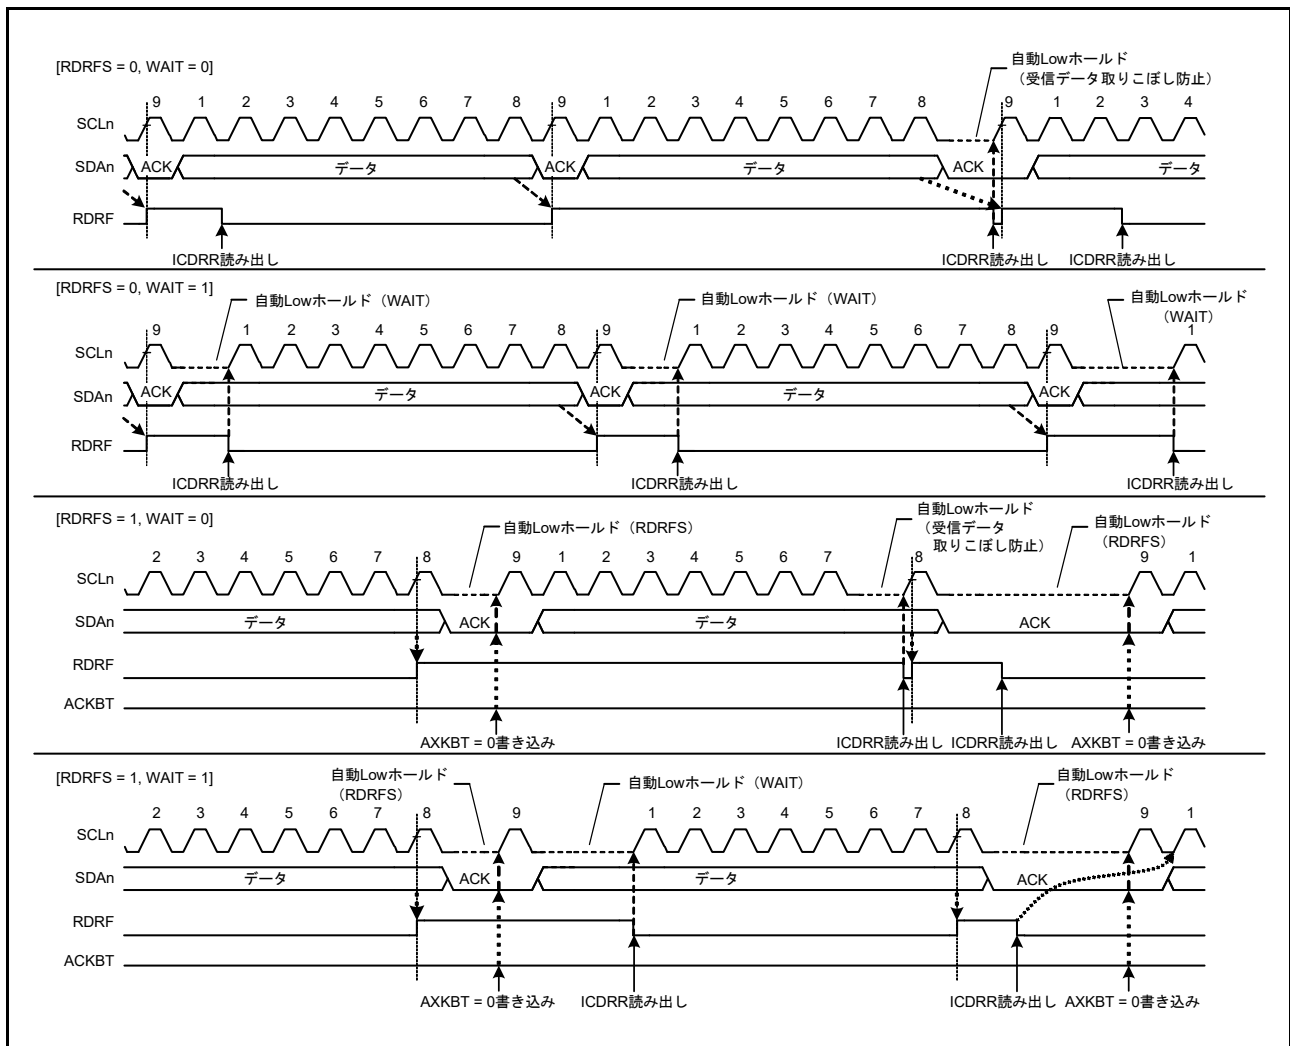 [RDRFS = 0, WAIT = 0]
自動Lowホールド
（受信データ取りこぼし防止）
9 1 2 3 4 5 6 7 8 9 1 2 3 4 5 6 7 8 9 1 2 3 4
SCLn
SDAn ACK データ ACK データ ACK データ
RDRF
ICDRR読み出し ICDRR読み出し ICDRR読み出し
[RDRFS = 0, WAIT = 1]
自動Lowホールド（WAIT） 自動Lowホールド（WAIT） 自動Lowホールド
（WAIT）
9 1 2 3 4 5 6 7 8 9 1 2 3 4 5 6 7 8 9 1
SCLn
SDAn ACK データ ACK データ ACK
RDRF
ICDRR読み出し ICDRR読み出し ICDRR読み出し
[RDRFS = 1, WAIT = 0]
自動Lowホールド（RDRFS） 自動Lowホールド
（受信データ
取りこぼし防止） 自動Lowホールド
（RDRFS）
2 3 4 5 6 7 8 9 1 2 3 4 5 6 7 8 9 1
SCLn
SDAn データ ACK データ ACK
RDRF
ACKBT
AXKBT = 0書き込み ICDRR読み出し ICDRR読み出し AXKBT = 0書き込み
[RDRFS = 1, WAIT = 1]
自動Lowホールド
（RDRFS） 自動Lowホールド（WAIT） 自動Lowホールド
（RDRFS）
2 3 4 5 6 7 8 9 1 2 3 4 5 6 7 8 9 1
SCLn
SDAn データ ACK データ ACK
RDRF
ACKBT
AXKBT = 0書き込み ICDRR読み出し ICDRR読み出し AXKBT = 0書き込み